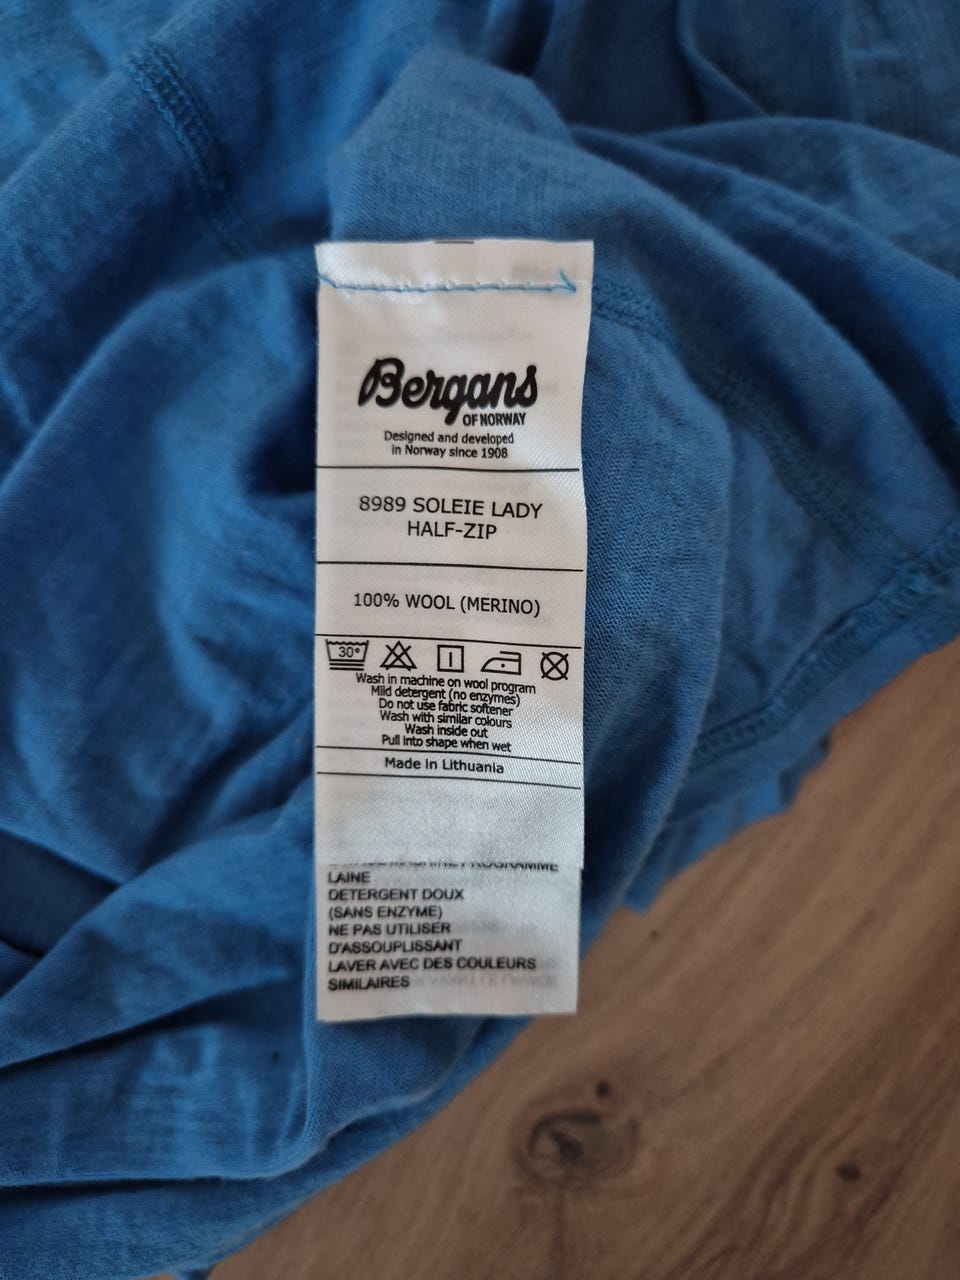 Bergans
OF NORWAY
Designed and developed
in Norway since 1908
8989 SOLEIE LADY
HALF-ZIP
100% WOOL (MERINO)
30°
Wash in machine on wool program
Mild detergent (no enzymes)
Do not use fabric softener
Wash with similar colours
Wash inside out
Pull into shape when wet
Made in Lithuania
PROGRAMME
LAINE
DETERGENT DOUX
(SANS ENZYME)
NE PAS UTILISER
D'ASSOUPLISSANT
LAVER AVEC DES COULEURS
SIMILAIRES